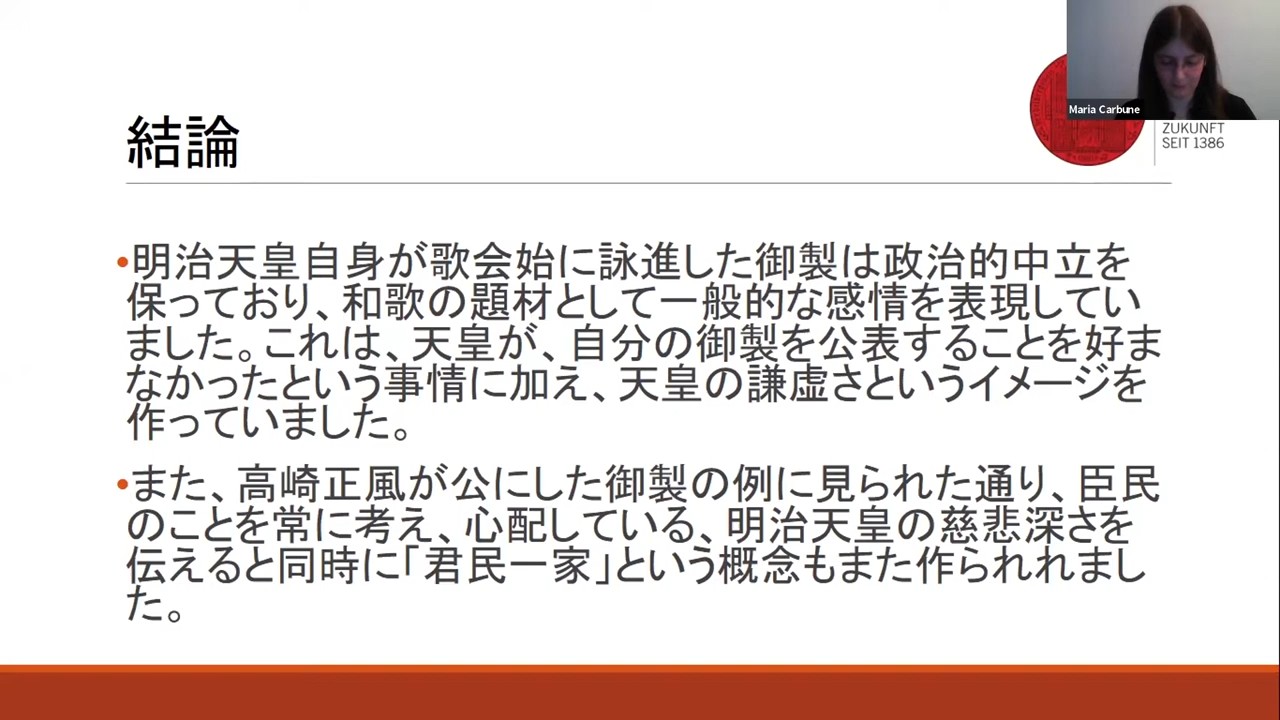 Maria Carbune
ZUKUNFT
SEIT 1386
結論
•明治天皇自身が歌会始に詠進した御製は政治的中立を
保っており、和歌の題材として一般的な感情を表現してい
ました。これは、天皇が、自分の御製を公表することを好ま
なかったという事情に加え、天皇の謙虚さというイメージを
作っていました。
•また、高崎正風が公にした御製の例に見られた通り、臣民
のことを常に考え、心配している、明治天皇の慈悲深さを
伝えると同時に「君民一家」という概念もまた作られれまし
た。